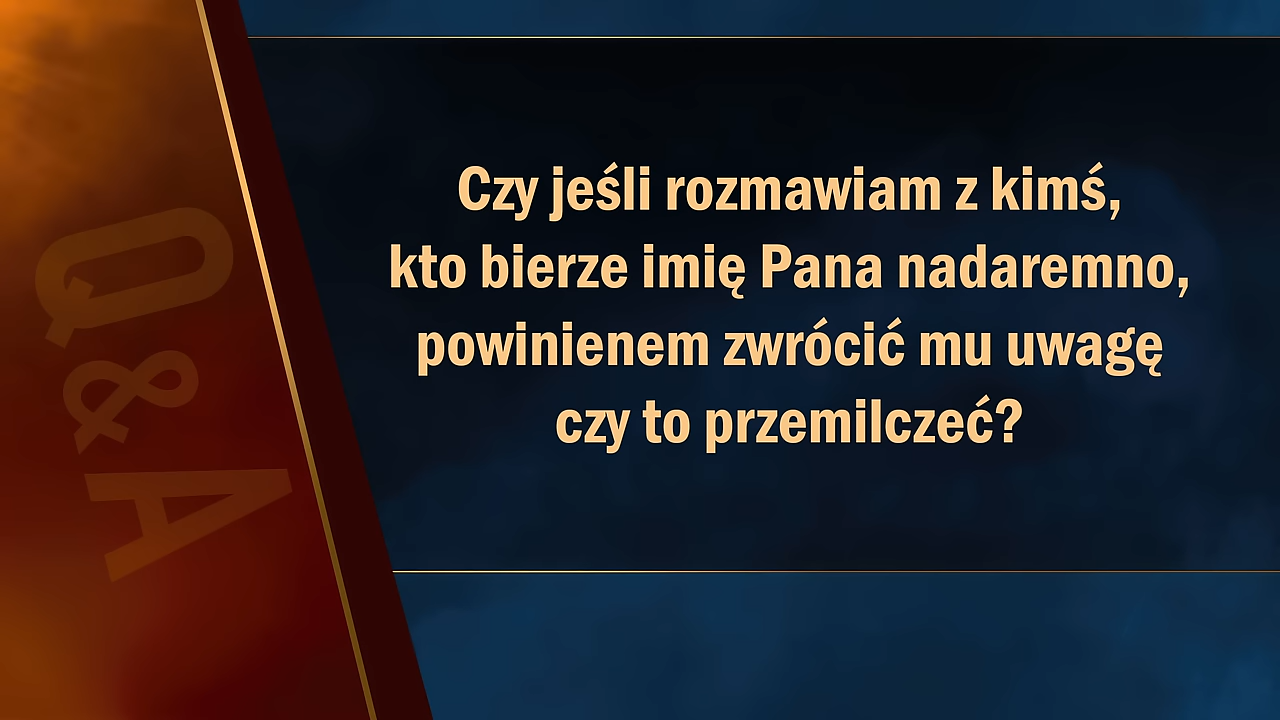 Q & A
Czy jeśli rozmawiam z kimś,
kto bierze imię Pana nadaremno,
powinienem zwrócić mu uwagę
czy to przemilczeć?